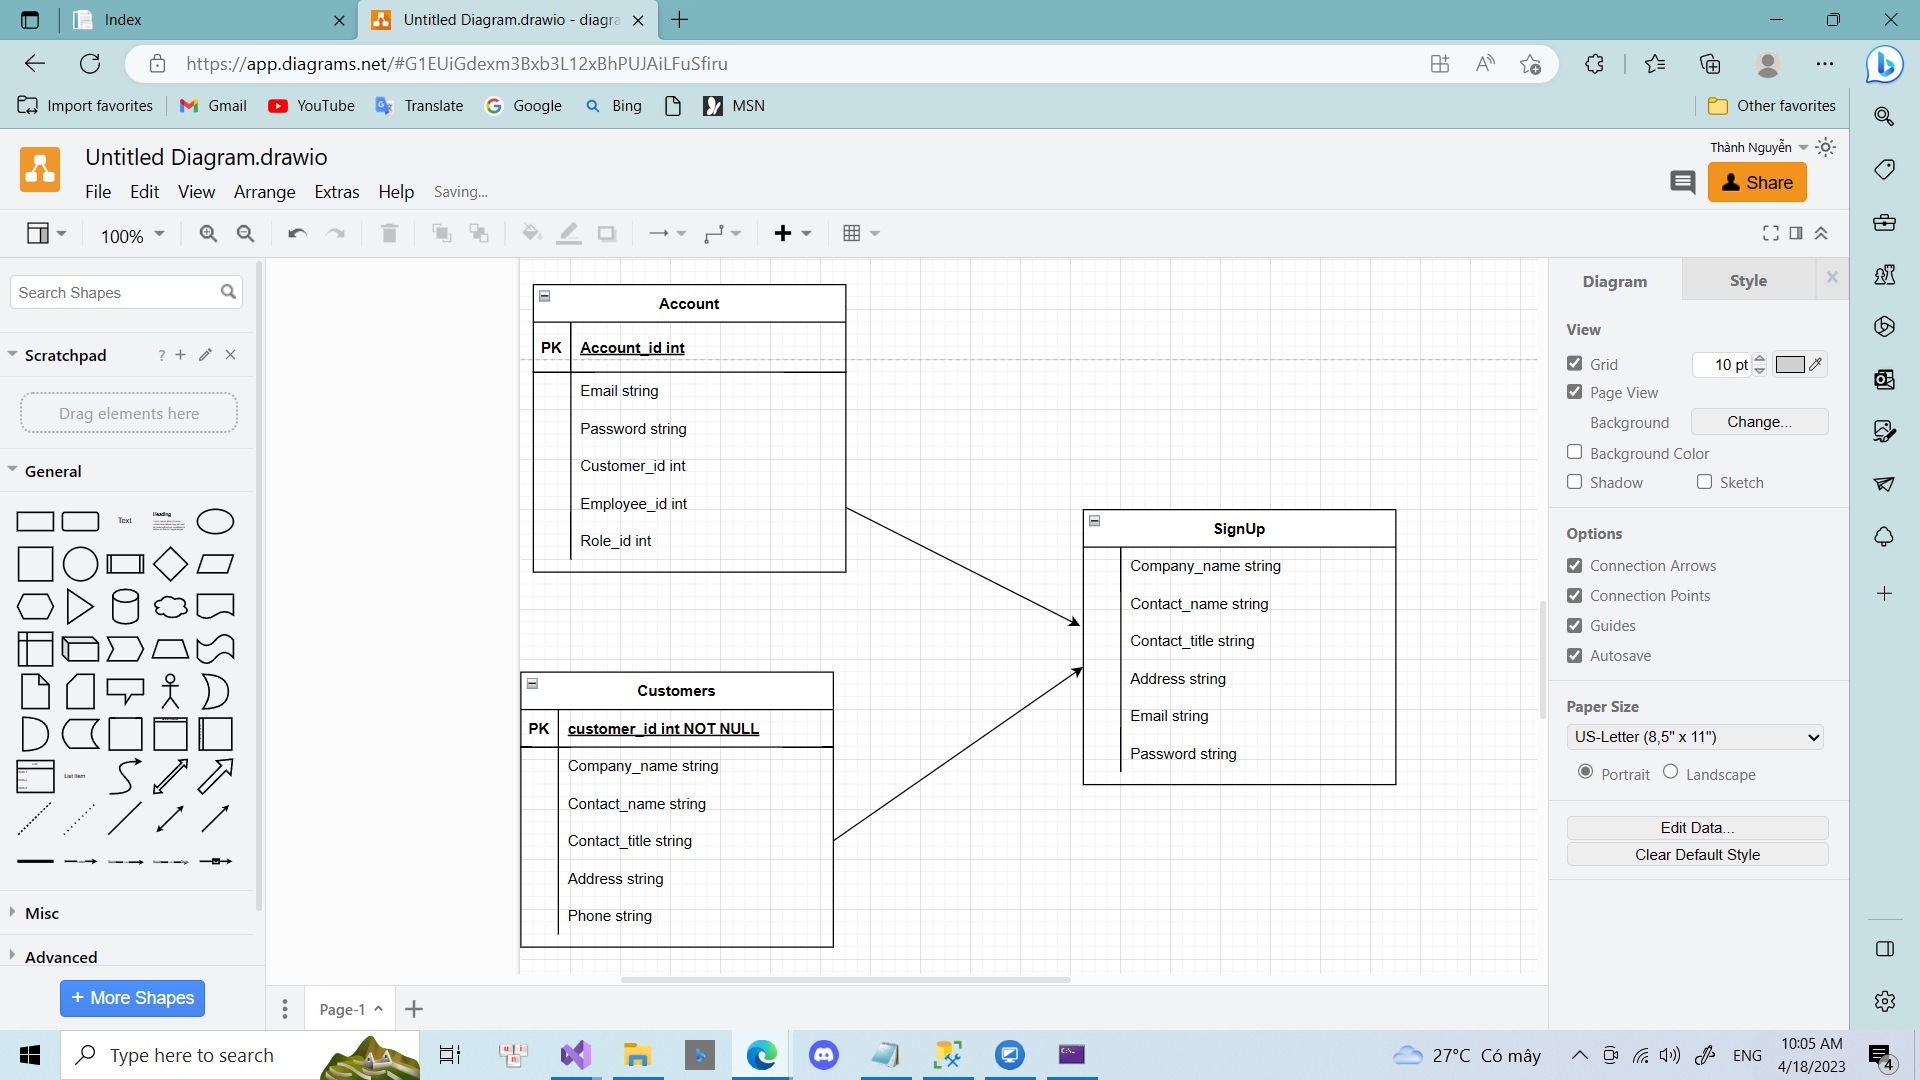 Index
Untitled Diagram.drawio - diagra
https://app.diagrams.net/#G1EUiGdexm3Bxb3L12xBhPUJAiLFuSfiru
Import favorites
Gmail
YouTube
Translate
Google
Bing
MSN
Other favorites
Untitled Diagram.drawio
Thành Nguyễn
File
Edit
View
Arrange
Extras
Help
Saving...
Share
100%
Search Shapes
Scratchpad
?
Drag elements here
General
Text
Heading
List Item
Misc
Advanced
+ More Shapes
Account
PK
Account_id int
Email string
Password string
Customer_id int
Employee_id int
Role_id int
Customers
PK
customer_id int NOT NULL
Company_name string
Contact_name string
Contact_title string
Address string
Phone string
SignUp
Company_name string
Contact_name string
Contact_title string
Address string
Email string
Password string
Diagram
Style
View
Grid
10 pt
Page View
Background
Change...
Background Color
Shadow
Sketch
Options
Connection Arrows
Connection Points
Guides
Autosave
Paper Size
US-Letter (8,5" x 11")
Portrait
Landscape
Edit Data...
Clear Default Style
Page-1
Type here to search
27°C Có mây
ENG
10:05 AM
4/18/2023
4